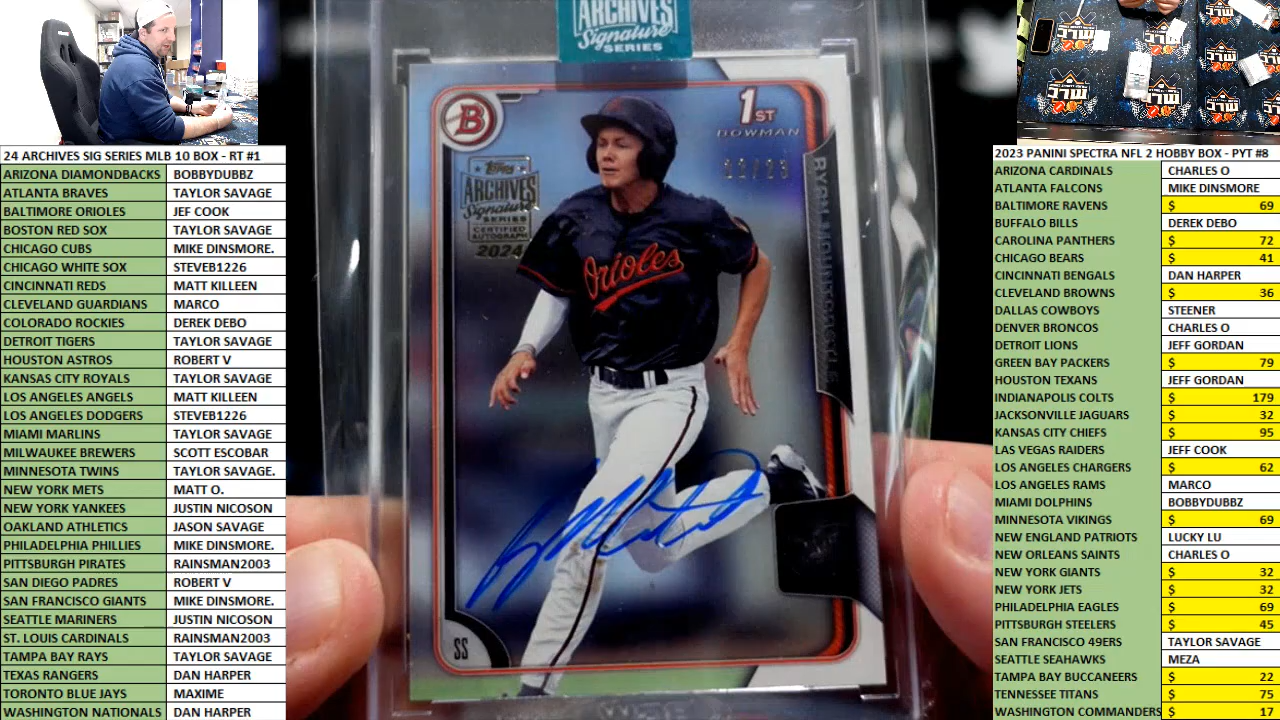 24 ARCHIVES SIG SERIES MLB 10 BOX - RT #1
ARIZONA DIAMONDBACKS BOBBYDUBBZ
ATLANTA BRAVES TAYLOR SAVAGE
BALTIMORE ORIOLES JEF COOK
BOSTON RED SOX TAYLOR SAVAGE
CHICAGO CUBS MIKE DINSMORE.
CHICAGO WHITE SOX STEVEB1226
CINCINNATI REDS MATT KILLEEN
CLEVELAND GUARDIANS MARCO
COLORADO ROCKIES DEREK DEBO
DETROIT TIGERS TAYLOR SAVAGE
HOUSTON ASTROS ROBERT V
KANSAS CITY ROYALS TAYLOR SAVAGE
LOS ANGELES ANGELS MATT KILLEEN
LOS ANGELES DODGERS STEVEB1226
MIAMI MARLINS TAYLOR SAVAGE
MILWAUKEE BREWERS SCOTT ESCOBAR
MINNESOTA TWINS TAYLOR SAVAGE.
NEW YORK METS MATT O.
NEW YORK YANKEES JUSTIN NICOSON
OAKLAND ATHLETICS JASON SAVAGE
PHILADELPHIA PHILLIES MIKE DINSMORE.
PITTSBURGH PIRATES RAINSMAN2003
SAN DIEGO PADRES ROBERT V
SAN FRANCISCO GIANTS MIKE DINSMORE.
SEATTLE MARINERS JUSTIN NICOSON
ST. LOUIS CARDINALS RAINSMAN2003
TAMPA BAY RAYS TAYLOR SAVAGE
TEXAS RANGERS DAN HARPER
TORONTO BLUE JAYS MAXIME
WASHINGTON NATIONALS DAN HARPER
ARCHIVES
Signature
SERIES
B
1ST
BOWMAN
Topps
ARCHIVES
Signature
SERIES
CERTIFIED
AUTOGRAPH
2024
Orioles
RYAN MOUNTCASTLE
SS
2023 PANINI SPECTRA NFL 2 HOBBY BOX - PYT #8
ARIZONA CARDINALS CHARLES O
ATLANTA FALCONS MIKE DINSMORE
BALTIMORE RAVENS $ 69
BUFFALO BILLS DEREK DEBO
CAROLINA PANTHERS $ 72
CHICAGO BEARS $ 41
CINCINNATI BENGALS DAN HARPER
CLEVELAND BROWNS $ 36
DALLAS COWBOYS STEENER
DENVER BRONCOS CHARLES O
DETROIT LIONS JEFF GORDAN
GREEN BAY PACKERS $ 79
HOUSTON TEXANS JEFF GORDAN
INDIANAPOLIS COLTS $ 179
JACKSONVILLE JAGUARS $ 32
KANSAS CITY CHIEFS $ 95
LAS VEGAS RAIDERS JEFF COOK
LOS ANGELES CHARGERS $ 62
LOS ANGELES RAMS MARCO
MIAMI DOLPHINS BOBBYDUBBZ
MINNESOTA VIKINGS $ 69
NEW ENGLAND PATRIOTS LUCKY LU
NEW ORLEANS SAINTS CHARLES O
NEW YORK GIANTS $ 32
NEW YORK JETS $ 32
PHILADELPHIA EAGLES $ 69
PITTSBURGH STEELERS $ 45
SAN FRANCISCO 49ERS TAYLOR SAVAGE
SEATTLE SEAHAWKS MEZA
TAMPA BAY BUCCANEERS $ 22
TENNESSEE TITANS $ 75
WASHINGTON COMMANDERS $ 17